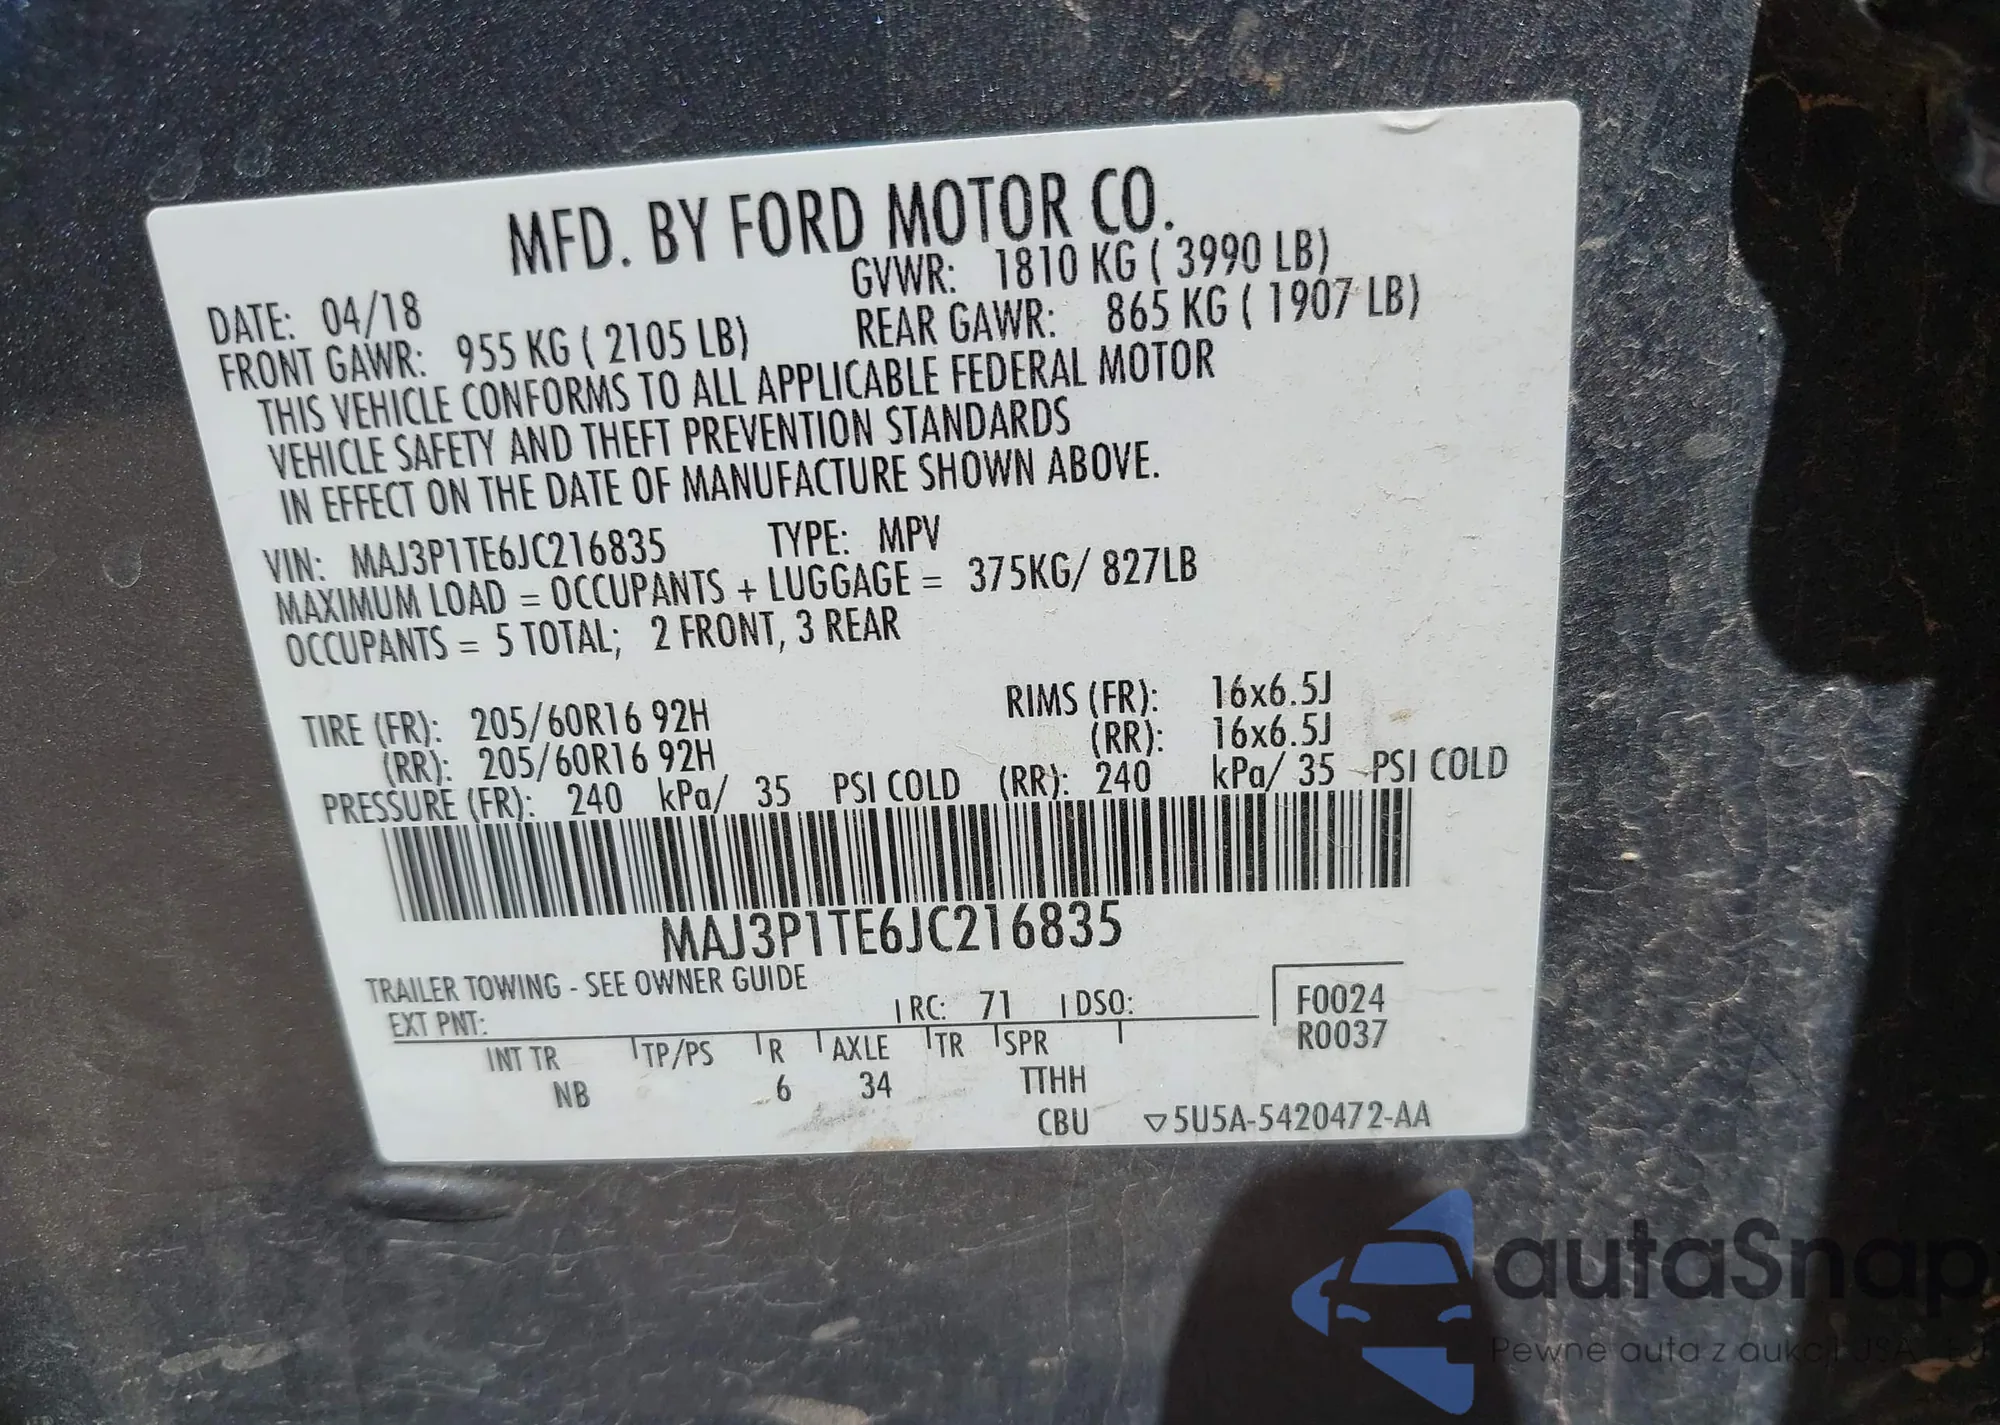 MFD. BY FORD MOTOR CO.
DATE: 04/18 GVWR: 1810 KG ( 3990 LB)
FRONT GAWR: 955 KG ( 2105 LB) REAR GAWR: 865 KG ( 1907 LB)
THIS VEHICLE CONFORMS TO ALL APPLICABLE FEDERAL MOTOR
VEHICLE SAFETY AND THEFT PREVENTION STANDARDS
IN EFFECT ON THE DATE OF MANUFACTURE SHOWN ABOVE.
VIN: MAJ3P1TE6JC216835 TYPE: MPV
MAXIMUM LOAD = OCCUPANTS + LUGGAGE = 375KG/ 827LB
OCCUPANTS = 5 TOTAL; 2 FRONT, 3 REAR
TIRE (FR): 205/60R16 92H RIMS (FR): 16x6.5J
(RR): 205/60R16 92H (RR): 16x6.5J
PRESSURE (FR): 240 kPa/ 35 PSI COLD (RR): 240 kPa/ 35 PSI COLD
MAJ3P1TE6JC216835
TRAILER TOWING - SEE OWNER GUIDE
EXT PNT: RC: 71 DSO: F0024
R0037
INT TR TP/PS R AXLE TR SPR
NB 6 34 TTHH
CBU ▽5U5A-5420472-AA
autaSnap
Pewne auta z aukcji USA